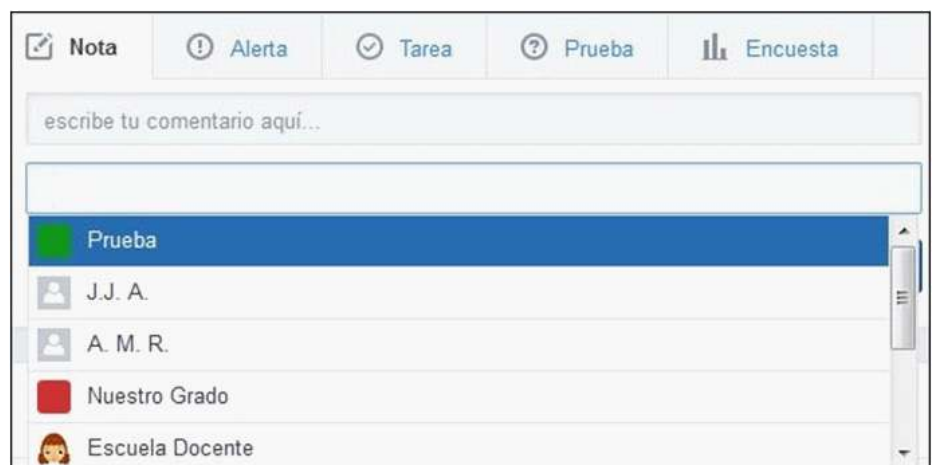 Nota Alerta Tarea Prueba Encuesta
escribe tu comentario aquí...
Prueba
J.J. A.
A. M. R.
Nuestro Grado
Escuela Docente